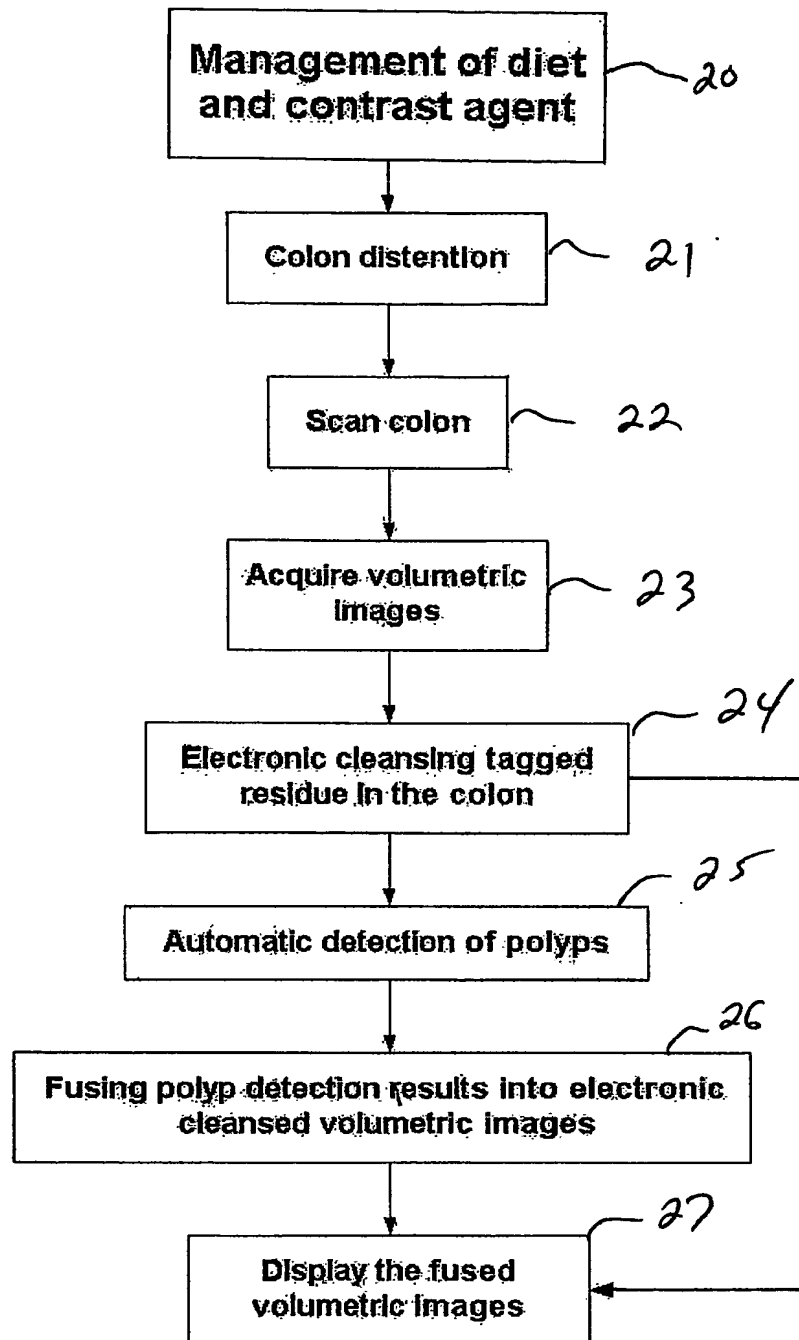 Management of diet
and contrast agent
20
Colon distention
21
Scan colon
22
Acquire volumetric
images
23
24
Electronic cleansing tagged
residue in the colon
25
Automatic detection of polyps
26
Fusing polyp detection results into electronic
cleansed volumetric images
27
Display the fused
volumetric images